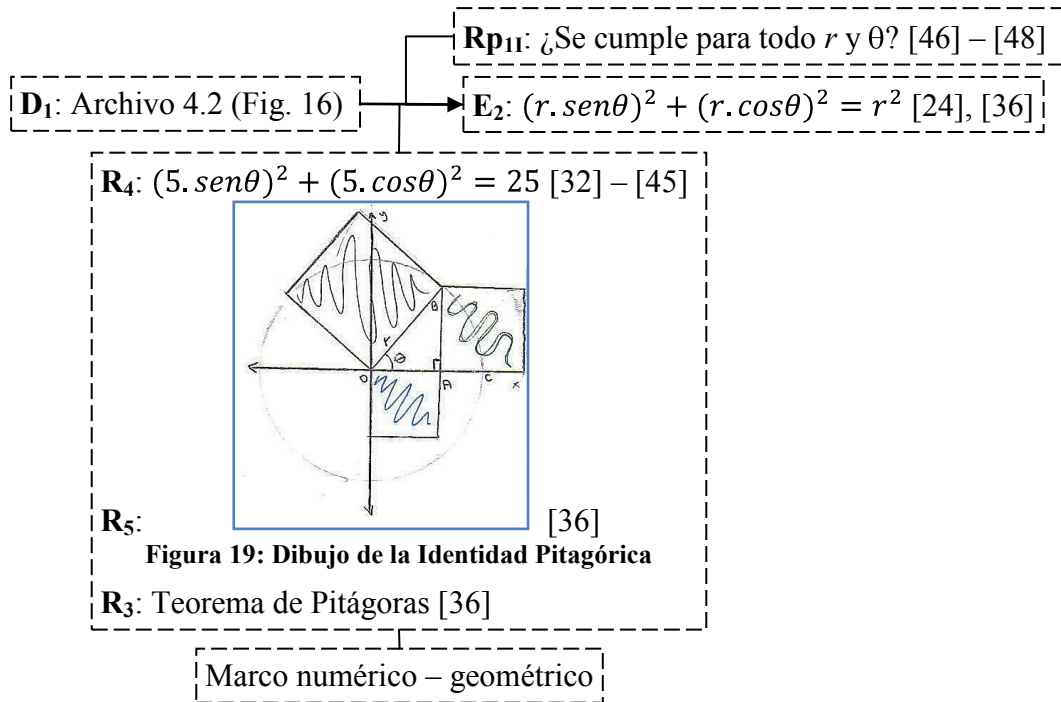 Rp1I: ¿Se cumple para todo r y θ? [46] – [48]
D1: Archivo 4.2 (Fig. 16)
E2: (r. senθ)² + (r. cosθ)² = r² [24], [36]
R4: (5. senθ)² + (5. cosθ)² = 25 [32] – [45]
y
B
r
θ
O
A
C
x
R5:
[36]
Figura 19: Dibujo de la Identidad Pitagórica
R3: Teorema de Pitágoras [36]
Marco numérico – geométrico